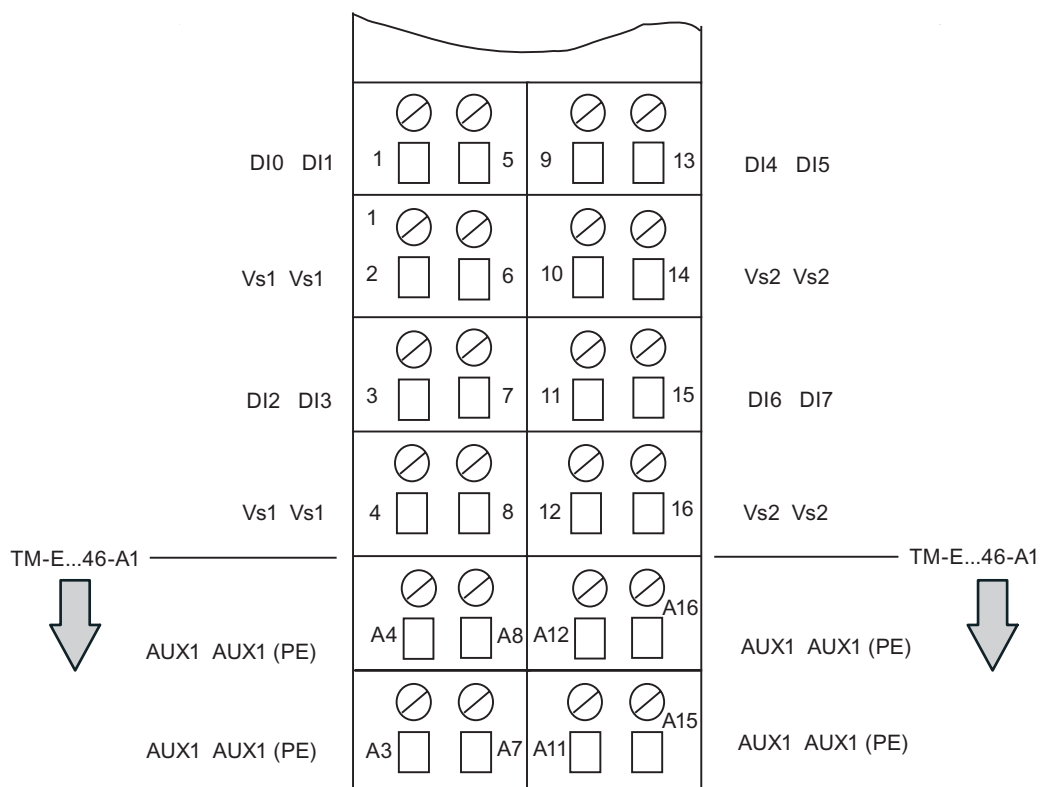 DI0 DI1 1 5 9 13 DI4 DI5
1
Vs1 Vs1 2 6 10 14 Vs2 Vs2
DI2 DI3 3 7 11 15 DI6 DI7
Vs1 Vs1 4 8 12 16 Vs2 Vs2
TM-E...46-A1 TM-E...46-A1
AUX1 AUX1 (PE) A4 A8 A12 A16 AUX1 AUX1 (PE)
AUX1 AUX1 (PE) A3 A7 A11 A15 AUX1 AUX1 (PE)